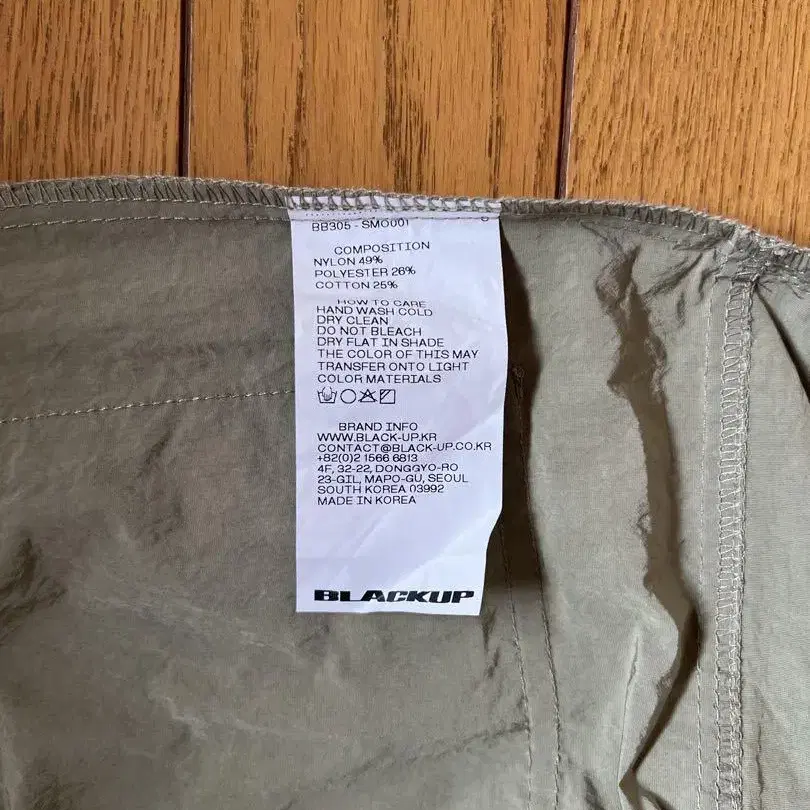 BB305 - SMO001
COMPOSITION
NYLON 49%
POLYESTER 26%
COTTON 25%
HOW TO CARE
HAND WASH COLD
DRY CLEAN
DO NOT BLEACH
DRY FLAT IN SHADE
THE COLOR OF THIS MAY
TRANSFER ONTO LIGHT
COLOR MATERIALS
BRAND INFO
WWW.BLACK-UP.KR
CONTACT@BLACK-UP.CO.KR
+82(0)2 1566 6813
4F, 32-22, DONGGYO-RO
23-GIL, MAPO-GU, SEOUL
SOUTH KOREA 03992
MADE IN KOREA
BLACKUP